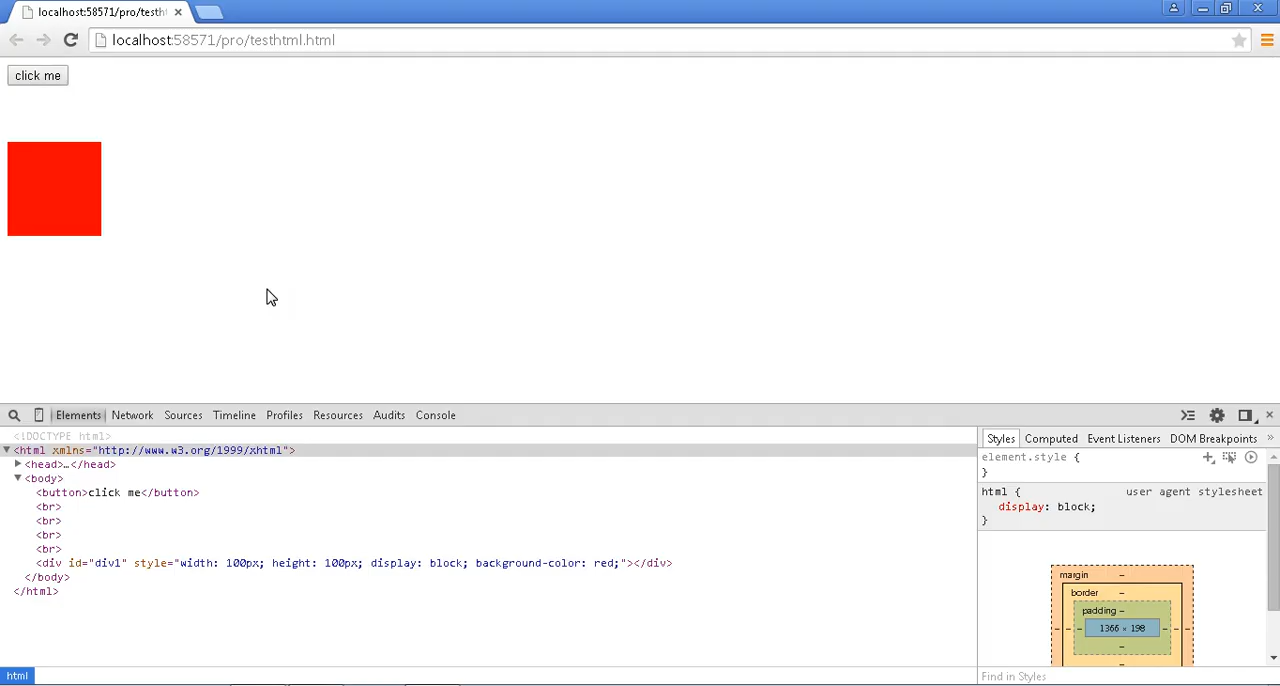 localhost:58571/pro/testh
localhost:58571/pro/testhtml.html
click me
Elements Network Sources Timeline Profiles Resources Audits Console
<!DOCTYPE html>
<html xmlns="http://www.w3.org/1999/xhtml">
<head>…</head>
<body>
<button>click me</button>
<br>
<br>
<br>
<br>
<div id="div1" style="width: 100px; height: 100px; display: block; background-color: red;"></div>
</body>
</html>
html
Styles Computed Event Listeners DOM Breakpoints »
element.style {
}
html { user agent stylesheet
display: block;
}
margin –
border –
padding –
– – – 1366 × 198 – – –
–
–
Find in Styles